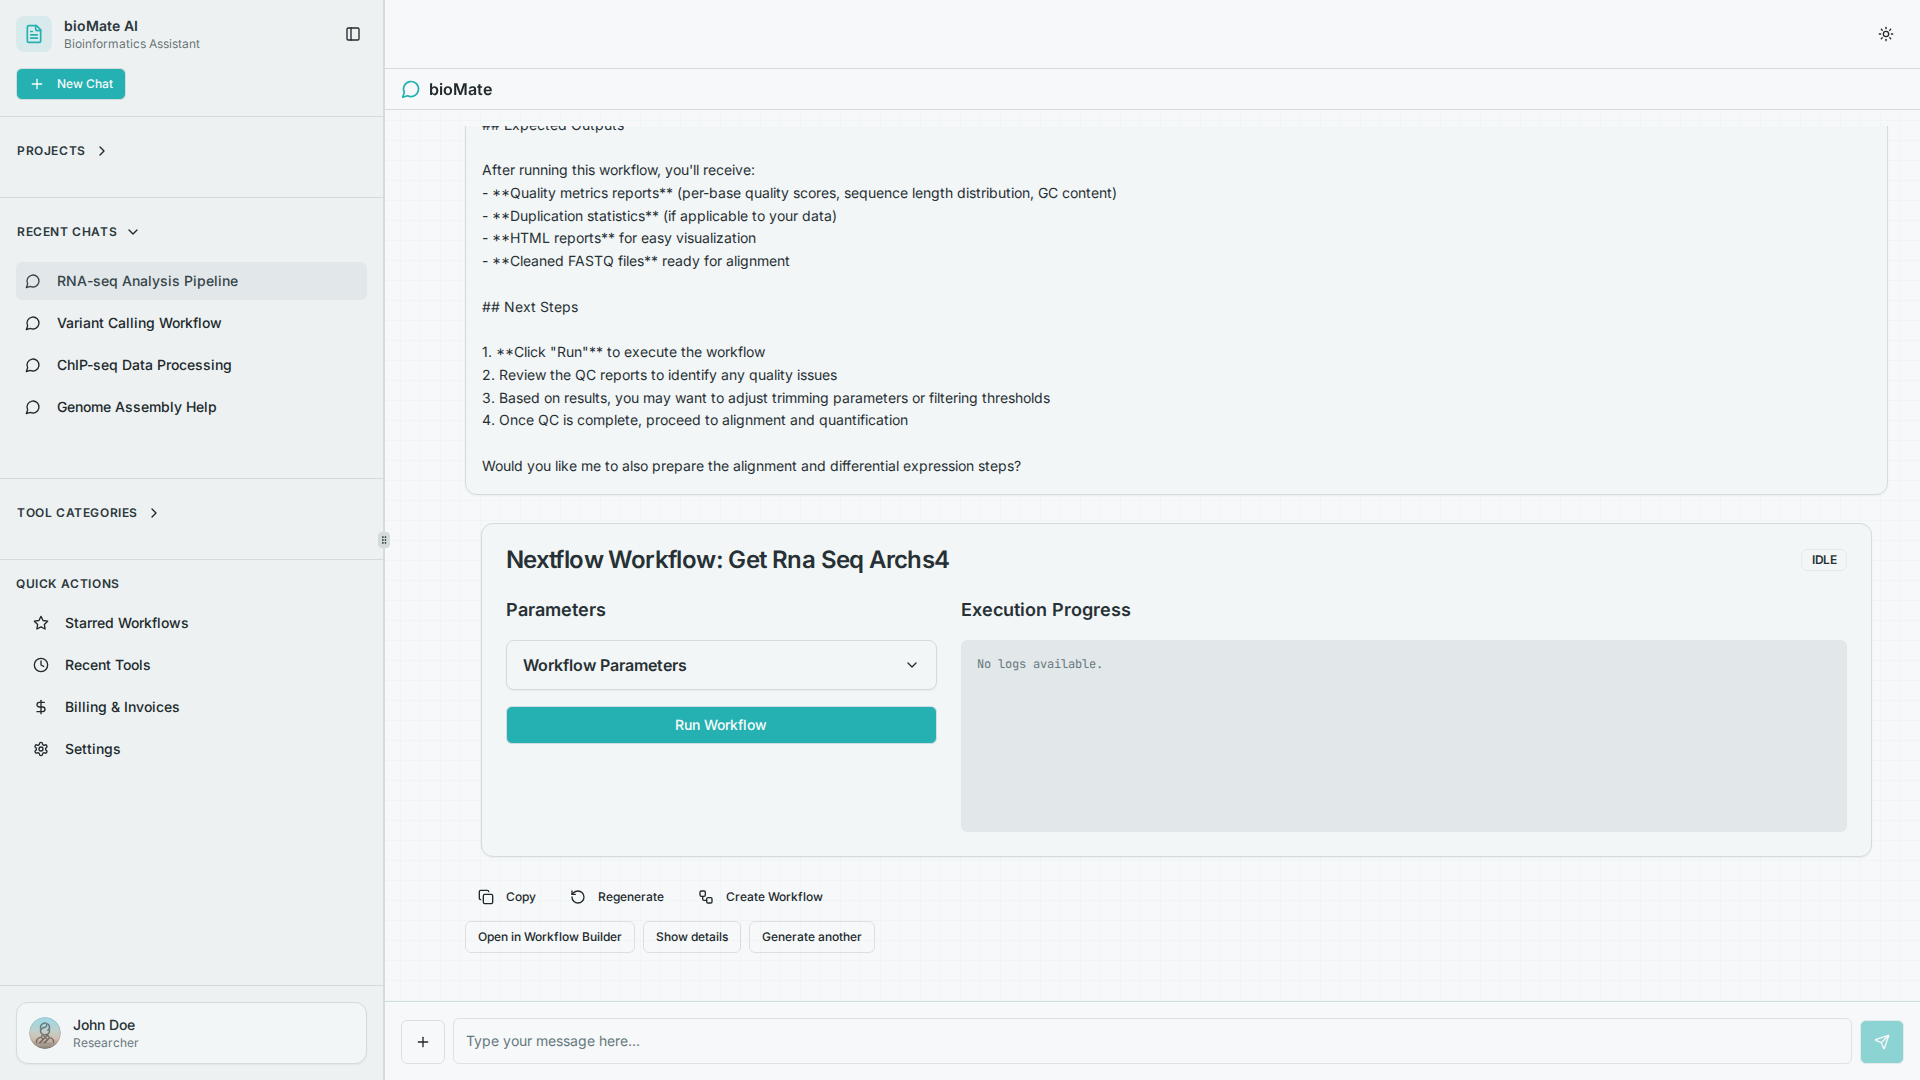 bioMate AI
Bioinformatics Assistant
New Chat
PROJECTS
RECENT CHATS
RNA-seq Analysis Pipeline
Variant Calling Workflow
ChIP-seq Data Processing
Genome Assembly Help
TOOL CATEGORIES
QUICK ACTIONS
Starred Workflows
Recent Tools
Billing & Invoices
Settings
John Doe
Researcher
bioMate
## Expected Outputs
After running this workflow, you'll receive:
- **Quality metrics reports** (per-base quality scores, sequence length distribution, GC content)
- **Duplication statistics** (if applicable to your data)
- **HTML reports** for easy visualization
- **Cleaned FASTQ files** ready for alignment
## Next Steps
1. **Click "Run"** to execute the workflow
2. Review the QC reports to identify any quality issues
3. Based on results, you may want to adjust trimming parameters or filtering thresholds
4. Once QC is complete, proceed to alignment and quantification
Would you like me to also prepare the alignment and differential expression steps?
Nextflow Workflow: Get Rna Seq Archs4
IDLE
Parameters
Workflow Parameters
Run Workflow
Execution Progress
No logs available.
Copy
Regenerate
Create Workflow
Open in Workflow Builder
Show details
Generate another
Type your message here...